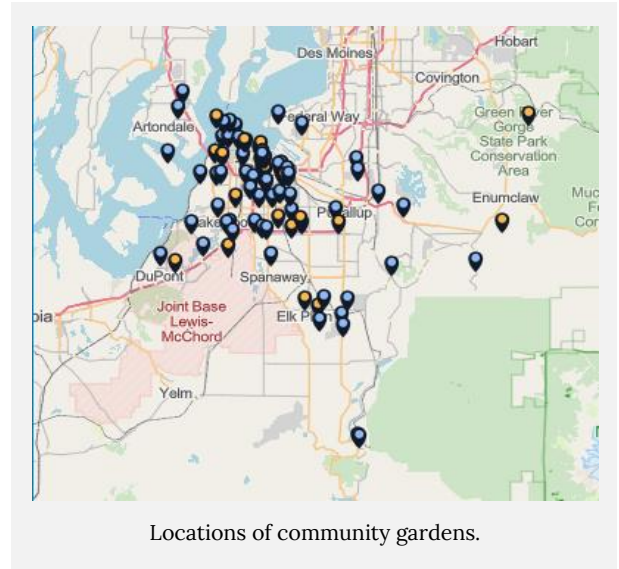 Hobart
Des Moines
Covington
Federal Way
Artondale
Green River
Gorge
State Park
Conservation
Area
Enumclaw
Puyallup
DuPont
Spanaway
Joint Base
Lewis-
McChord
Elk Plain
Yelm
Locations of community gardens.